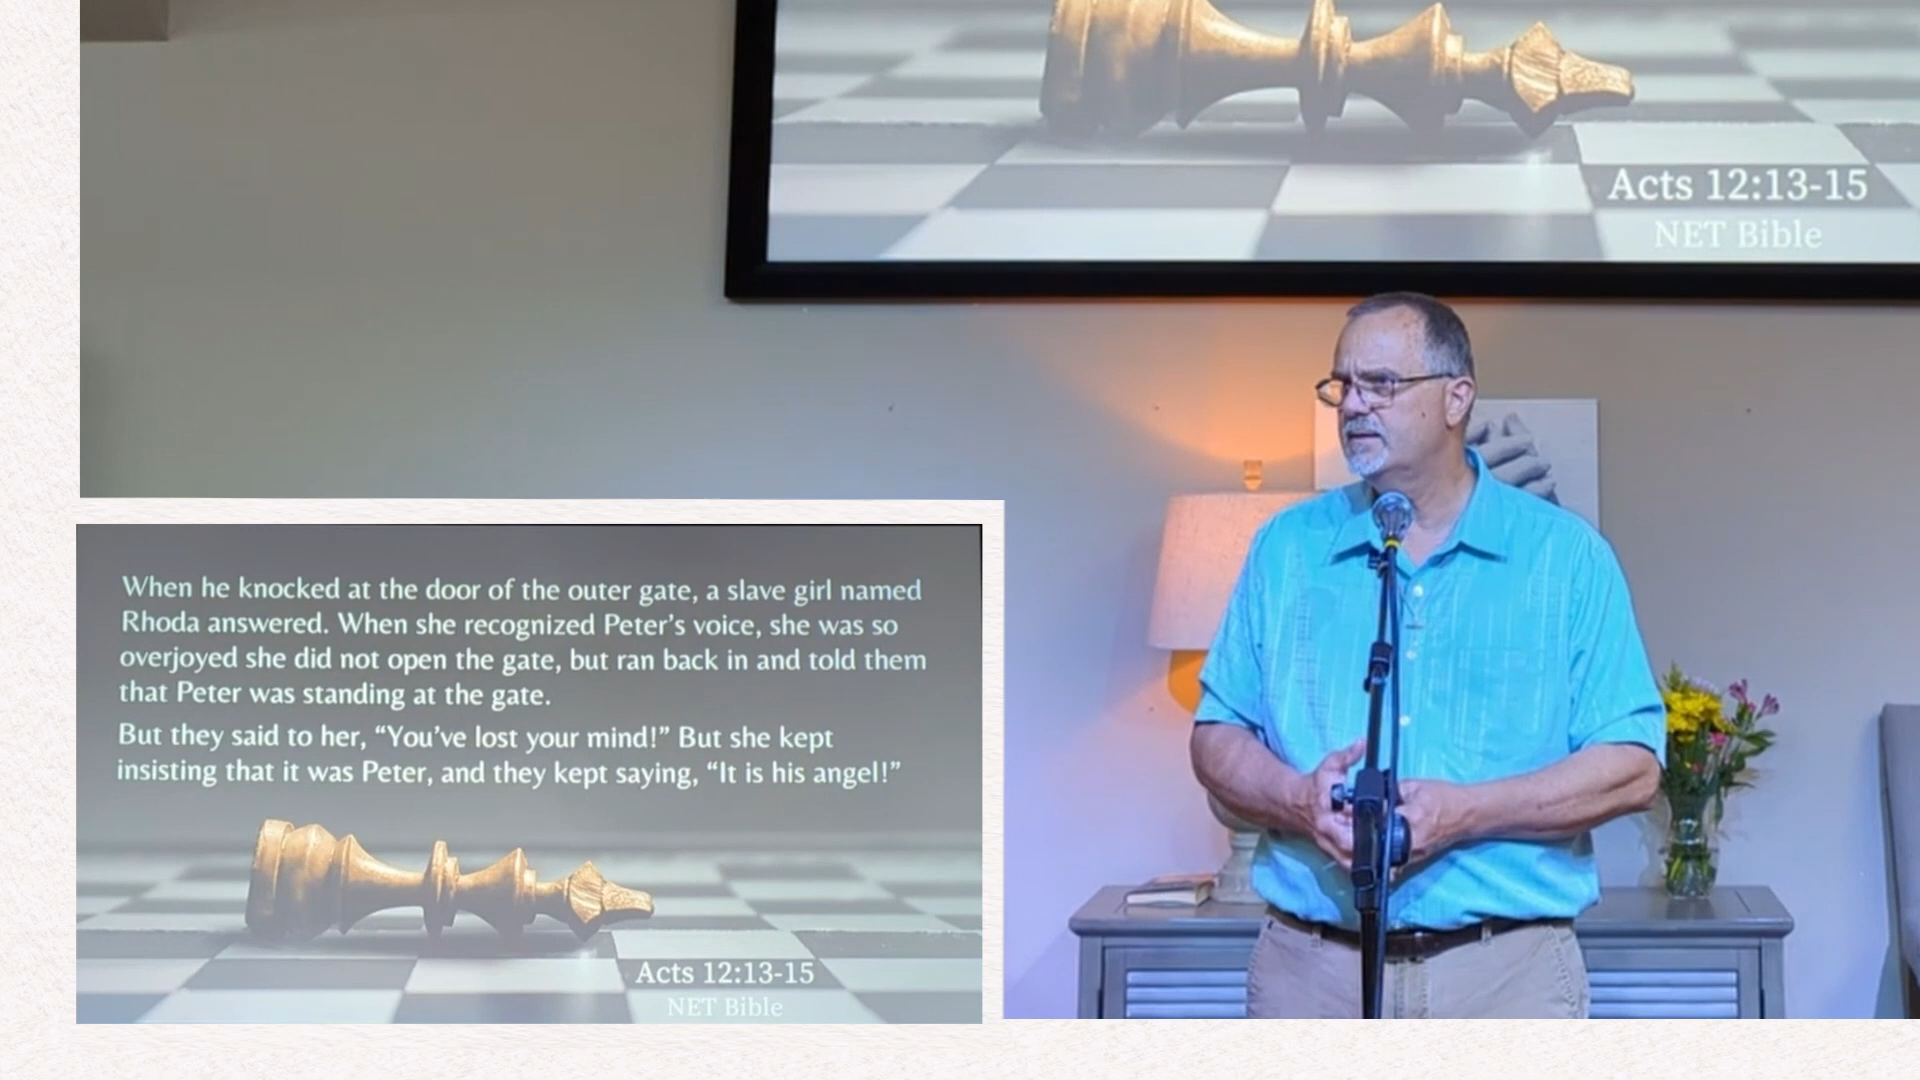 Acts 12:13-15
NET Bible
When he knocked at the door of the outer gate, a slave girl named
Rhoda answered. When she recognized Peter’s voice, she was so
overjoyed she did not open the gate, but ran back in and told them
that Peter was standing at the gate.
But they said to her, “You’ve lost your mind!” But she kept
insisting that it was Peter, and they kept saying, “It is his angel!”
Acts 12:13-15
NET Bible